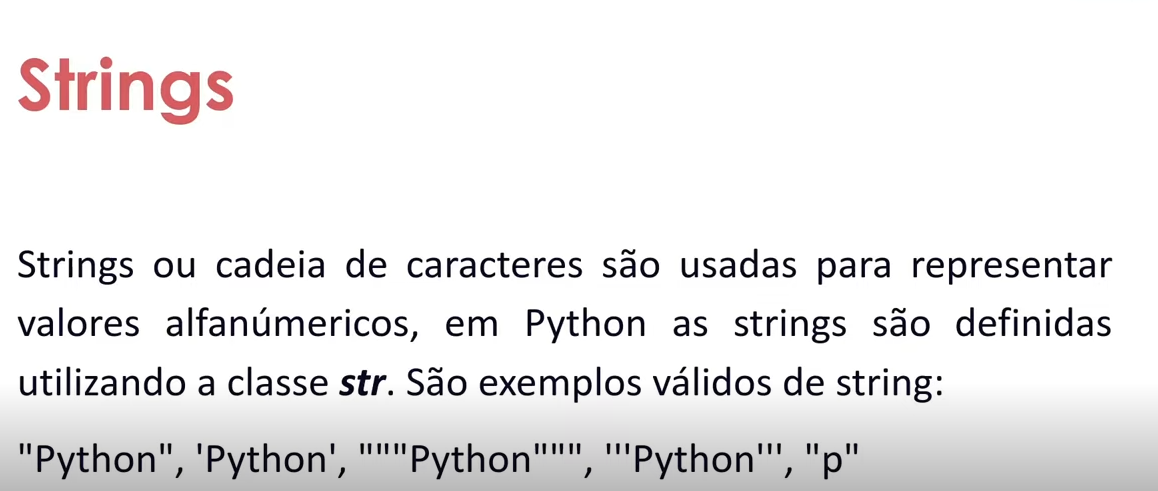 Strings
Strings ou cadeia de caracteres são usadas para representar
valores alfanúmericos, em Python as strings são definidas
utilizando a classe str. São exemplos válidos de string:
"Python", 'Python', """Python""", '''Python''', "p"